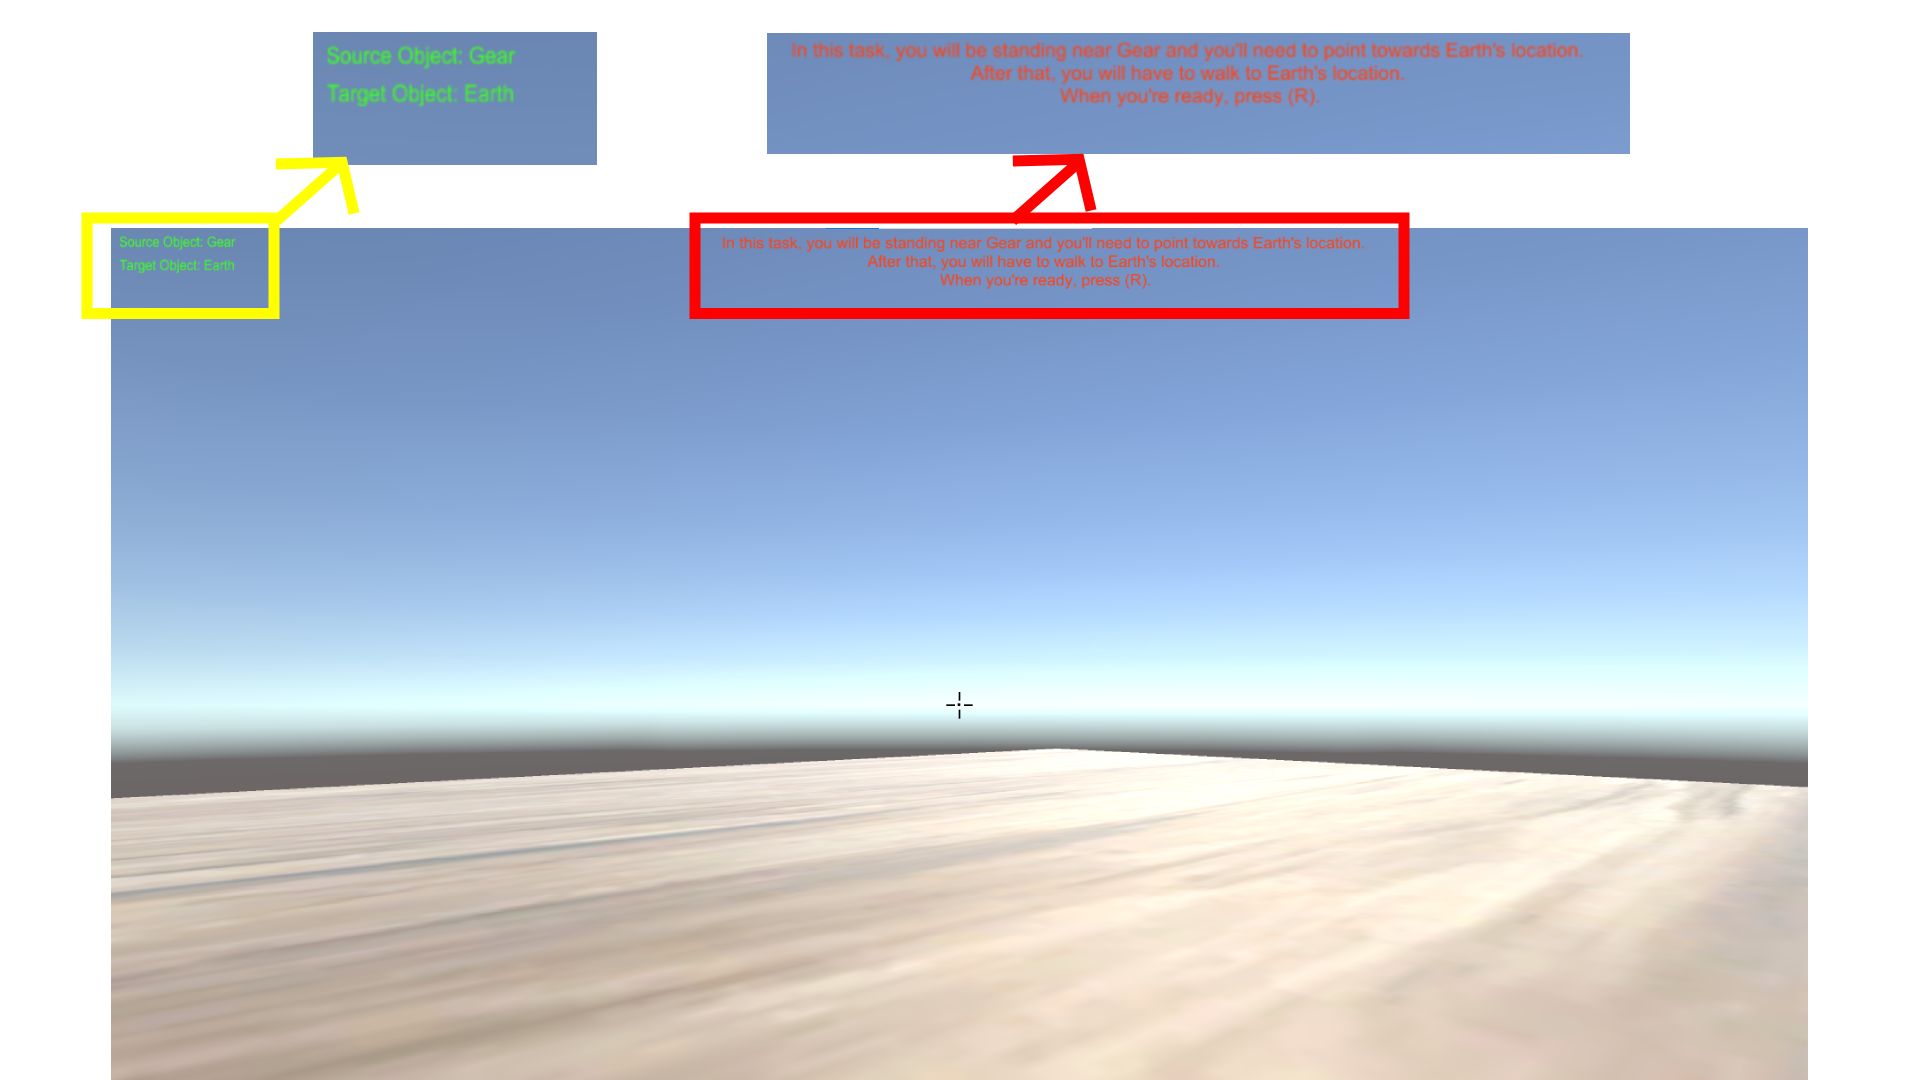 Source Object: Gear
Target Object: Earth
In this task, you will be standing near Gear and you'll need to point towards Earth's location.
After that, you will have to walk to Earth's location.
When you're ready, press (R).
Source Object: Gear
Target Object: Earth
In this task, you will be standing near Gear and you'll need to point towards Earth's location.
After that, you will have to walk to Earth's location.
When you're ready, press (R).